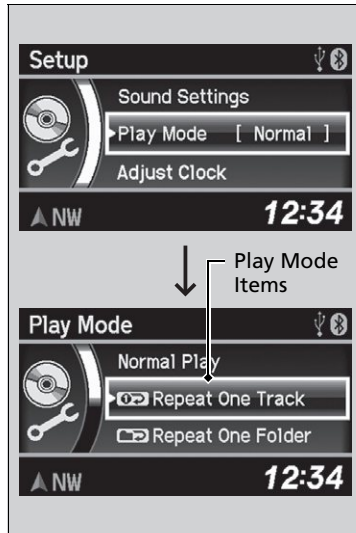 Setup
Sound Settings
Play Mode [ Normal ]
Adjust Clock
NW 12:34
Play Mode
Items
Play Mode
Normal Play
Repeat One Track
Repeat One Folder
NW 12:34